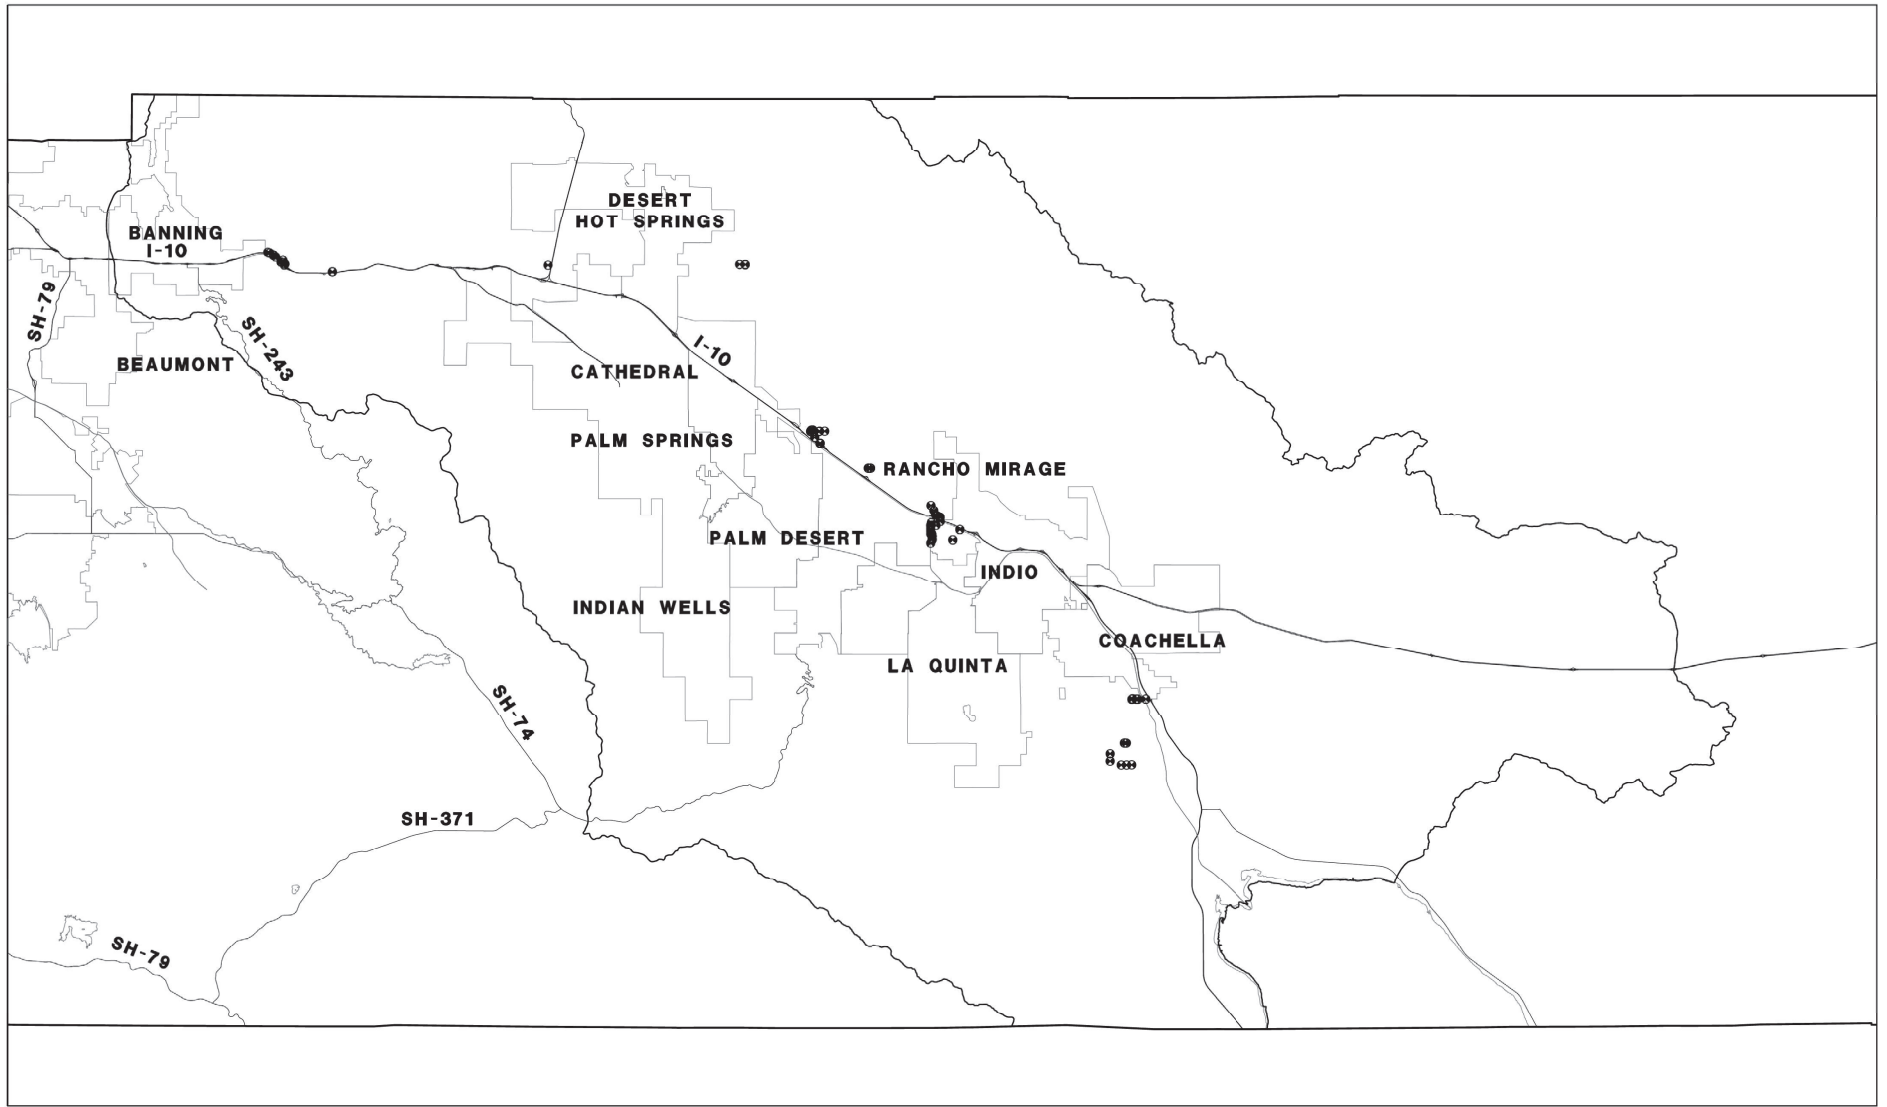 DESERT
HOT SPRINGS
BANNING
I-10
SH-79
SH-243
BEAUMONT
I-10
CATHEDRAL
PALM SPRINGS
RANCHO MIRAGE
PALM DESERT
INDIO
INDIAN WELLS
COACHELLA
LA QUINTA
SH-74
SH-371
SH-79